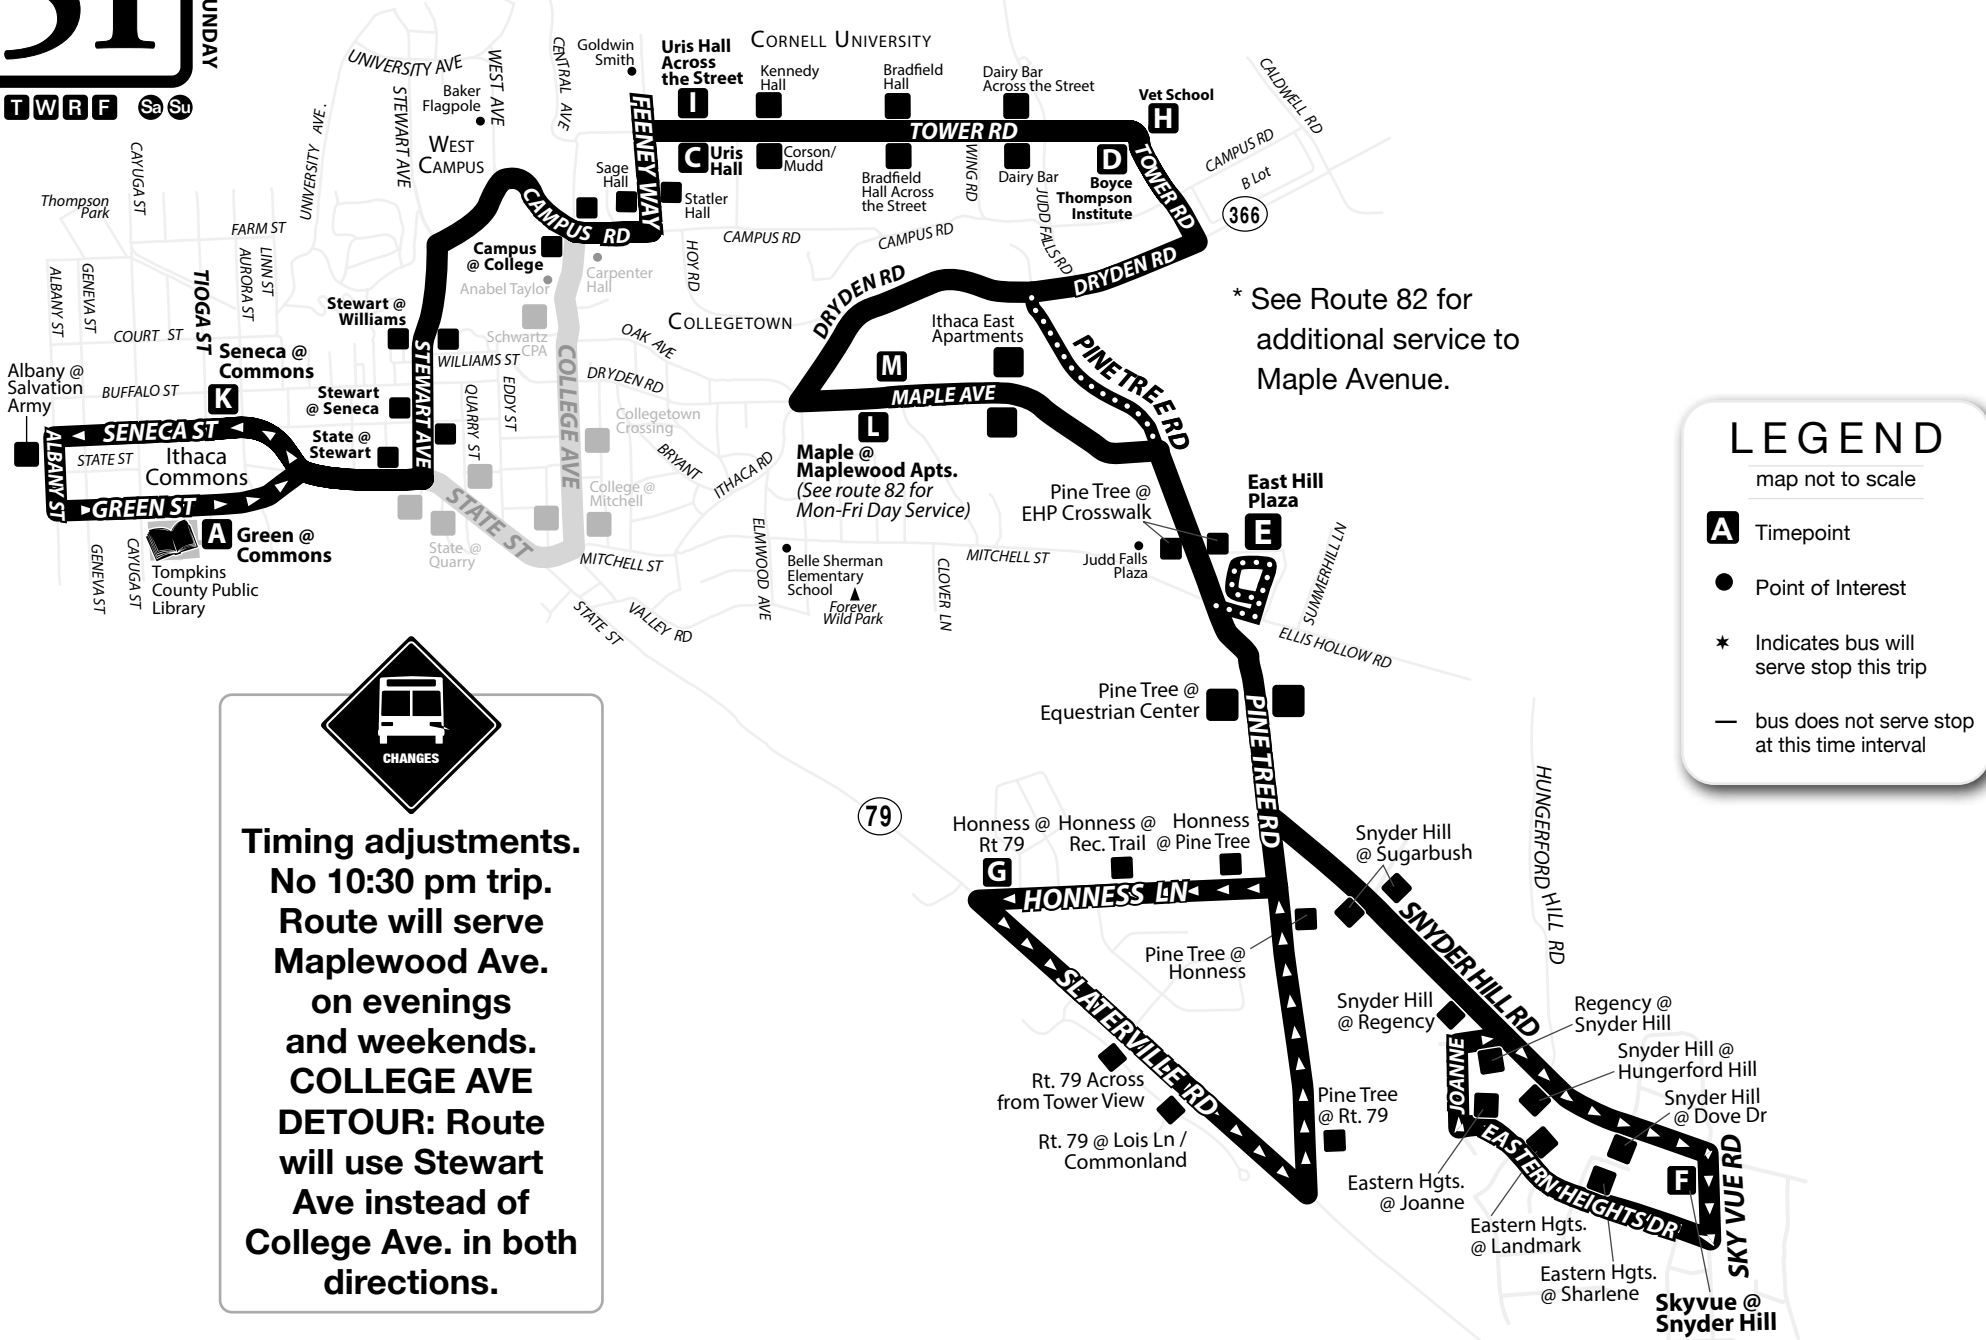 51
UNDAY
T W R F Sa Su
CORNELL UNIVERSITY
UNIVERSITY AVE
WEST AVE
CENTRAL AVE
Goldwin
Smith
Uris Hall
Across
the Street
I
Kennedy
Hall
Bradfield
Hall
Dairy Bar
Across the Street
Vet School
H
CALDWELL RD
Baker
Flagpole
STEWART AVE
UNIVERSITY AVE.
WEST
CAMPUS
FEENEY WAY
TOWER RD
TOWER RD
CAMPUS RD
B Lot
366
C
Uris
Hall
Corson/
Mudd
Bradfield
Hall Across
the Street
WING RD
Dairy Bar
JUDD FALLS RD
D
Boyce
Thompson
Institute
Sage
Hall
Statler
Hall
CAMPUS RD
CAMPUS RD
CAMPUS RD
HOY RD
DRYDEN RD
DRYDEN RD
Thompson
Park
CAYUGA ST
FARM ST
LINN ST
AURORA ST
TIOGA ST
ALBANY ST
GENEVA ST
COURT ST
BUFFALO ST
Campus
@ College
Anabel Taylor
Carpenter
Hall
Schwartz
CPA
COLLEGETOWN
OAK AVE
DRYDEN RD
Stewart @
Williams
WILLIAMS ST
STEWART AVE
QUARRY ST
EDDY ST
COLLEGE AVE
Collegetown
Crossing
BRYANT
ITHACA RD
Stewart
@ Seneca
State @
Stewart
Seneca @
Commons
K
Albany @
Salvation
Army
SENECA ST
STATE ST
Ithaca
Commons
ALBANY ST
GREEN ST
A
Green @
Commons
Tompkins
County Public
Library
GENEVA ST
CAYUGA ST
STATE ST
State @
Quarry
College @
Mitchell
MITCHELL ST
STATE ST
VALLEY RD
ELMWOOD AVE
Belle Sherman
Elementary
School
Forever
Wild Park
CLOVER LN
MITCHELL ST
Ithaca East
Apartments
M
MAPLE AVE
L
Maple @
Maplewood Apts.
(See route 82 for
Mon-Fri Day Service)
PINE TREE RD
* See Route 82 for
additional service to
Maple Avenue.
Pine Tree @
EHP Crosswalk
Judd Falls
Plaza
East Hill
Plaza
E
SUMMERHILL LN
ELLIS HOLLOW RD
LEGEND
map not to scale
A Timepoint
Point of Interest
Indicates bus will
serve stop this trip
— bus does not serve stop
at this time interval
Pine Tree @
Equestrian Center
PINE TREE RD
79
Honness @
Rt 79
G
Honness @
Rec. Trail
Honness
@ Pine Tree
HONNESS LN
SLATERVILLE RD
Pine Tree @
Honness
Rt. 79 Across
from Tower View
Rt. 79 @ Lois Ln /
Commonland
Pine Tree
@ Rt. 79
Snyder Hill
@ Sugarbush
SNYDER HILL RD
HUNGERFORD HILL RD
Snyder Hill
@ Regency
Regency @
Snyder Hill
Snyder Hill @
Hungerford Hill
Snyder Hill
@ Dove Dr
JOANNE
EASTERN HEIGHTS DR
F
SKY VUE RD
Eastern Hgts.
@ Joanne
Eastern Hgts.
@ Landmark
Eastern Hgts.
@ Sharlene
Skyvue @
Snyder Hill
CHANGES
Timing adjustments.
No 10:30 pm trip.
Route will serve
Maplewood Ave.
on evenings
and weekends.
COLLEGE AVE
DETOUR: Route
will use Stewart
Ave instead of
College Ave. in both
directions.